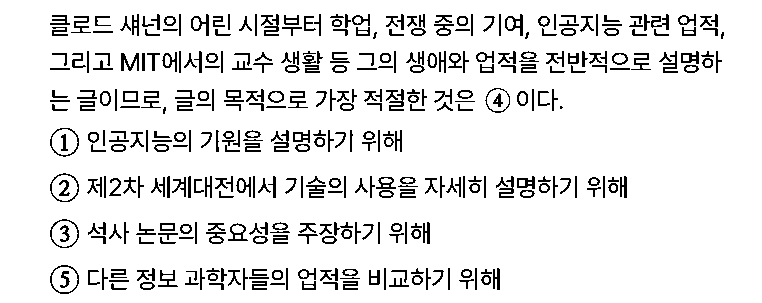 클로드 섀넌의 어린 시절부터 학업, 전쟁 중의 기여, 인공지능 관련 업적,
그리고 MIT에서의 교수 생활 등 그의 생애와 업적을 전반적으로 설명하
는 글이므로, 글의 목적으로 가장 적절한 것은 ④ 이다.
① 인공지능의 기원을 설명하기 위해
② 제2차 세계대전에서 기술의 사용을 자세히 설명하기 위해
③ 석사 논문의 중요성을 주장하기 위해
⑤ 다른 정보 과학자들의 업적을 비교하기 위해